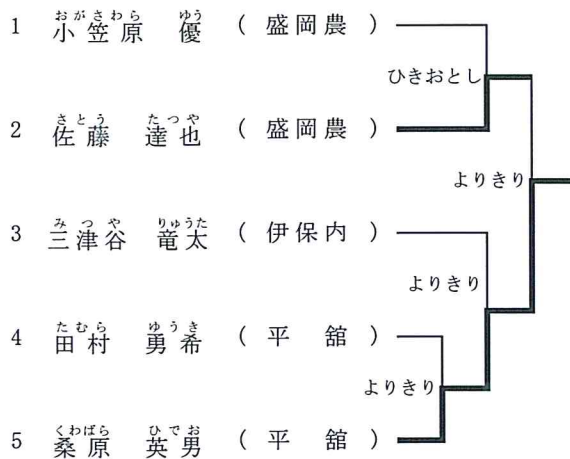 おがさわら ゆう
1 小笠原 優 ( 盛岡農 )
ひきおとし
さとう たつや
2 佐藤 達也 ( 盛岡農 )
よりきり
みつや りゅうた
3 三津谷 竜太 ( 伊保内 )
よりきり
たむら ゆうき
4 田村 勇希 ( 平舘 )
よりきり
くわばら ひでお
5 桑原 英男 ( 平舘 )